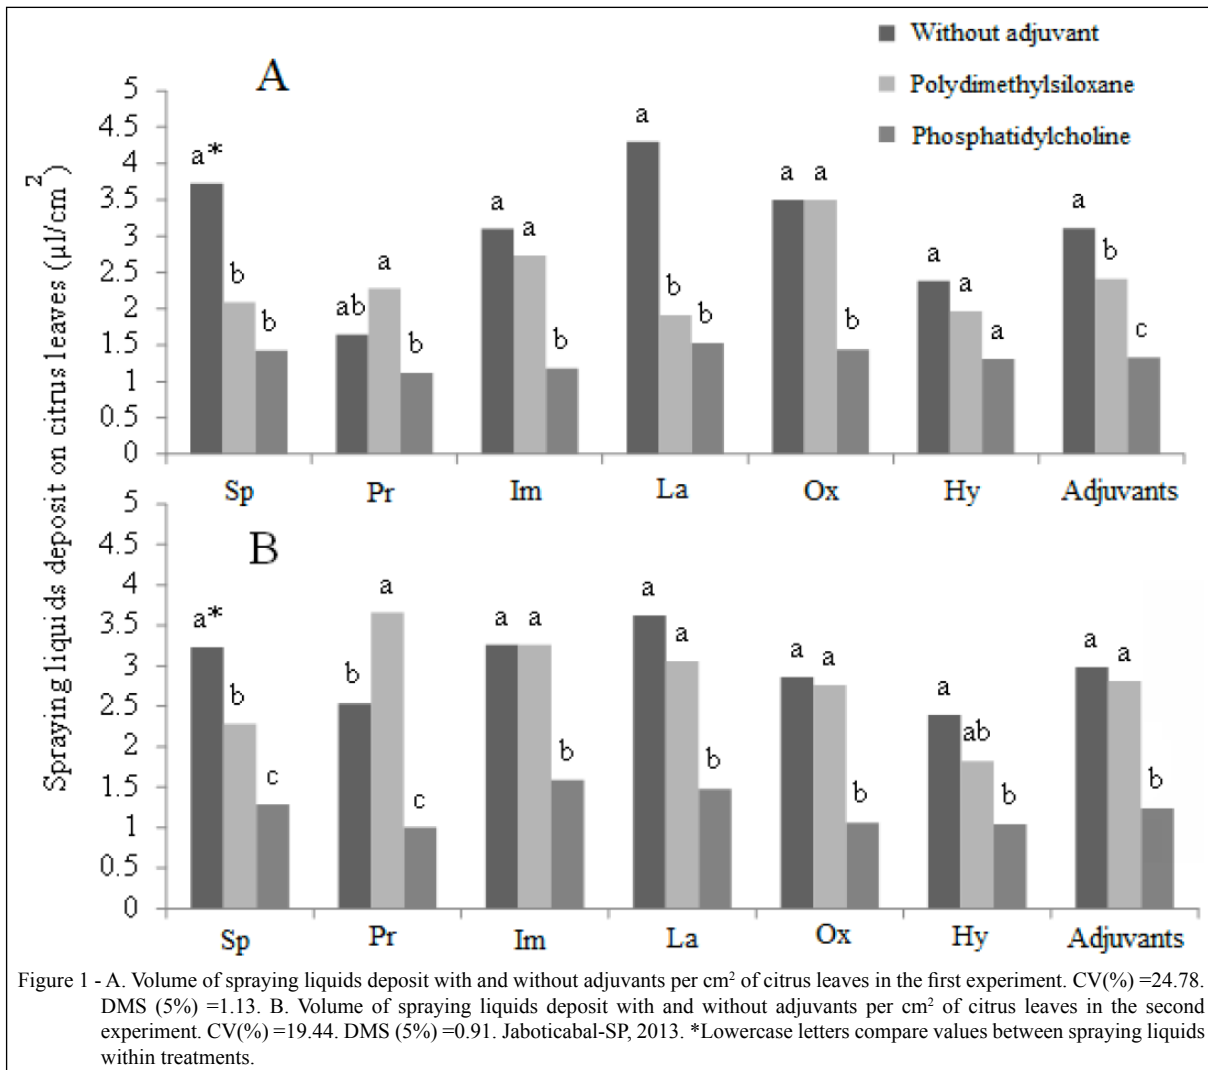 Without adjuvant
Polydimethylsiloxane
Phosphatidylcholine
Spraying liquids deposit on citrus leaves (µl/cm²)
A
5
4.5
4
3.5
3
2.5
2
1.5
1
0.5
0
a* b b
ab a b
a a b
a b b
a a b
a a a
a b c
Sp Pr Im La Ox Hy Adjuvants
B
5
4.5
4
3.5
3
2.5
2
1.5
1
0.5
0
a* b c
b a c
a a b
a a b
a a b
a ab b
a a b
Sp Pr Im La Ox Hy Adjuvants
Figure 1 - A. Volume of spraying liquids deposit with and without adjuvants per cm² of citrus leaves in the first experiment. CV(%) =24.78.
DMS (5%) =1.13. B. Volume of spraying liquids deposit with and without adjuvants per cm² of citrus leaves in the second
experiment. CV(%) =19.44. DMS (5%) =0.91. Jaboticabal-SP, 2013. *Lowercase letters compare values between spraying liquids
within treatments.